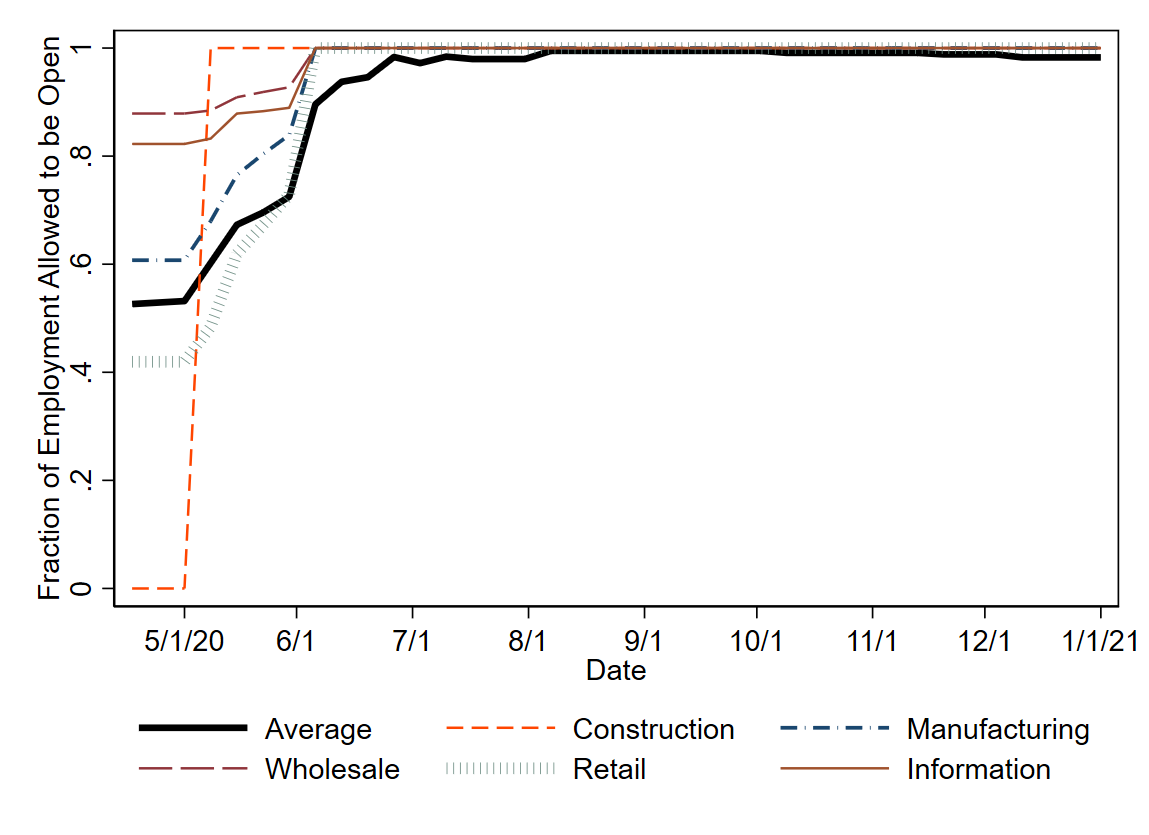 Fraction of Employment Allowed to be Open
1
.8
.6
.4
.2
0
5/1/20 6/1 7/1 8/1 9/1 10/1 11/1 12/1 1/1/21
Date
Average Construction Manufacturing
Wholesale Retail Information